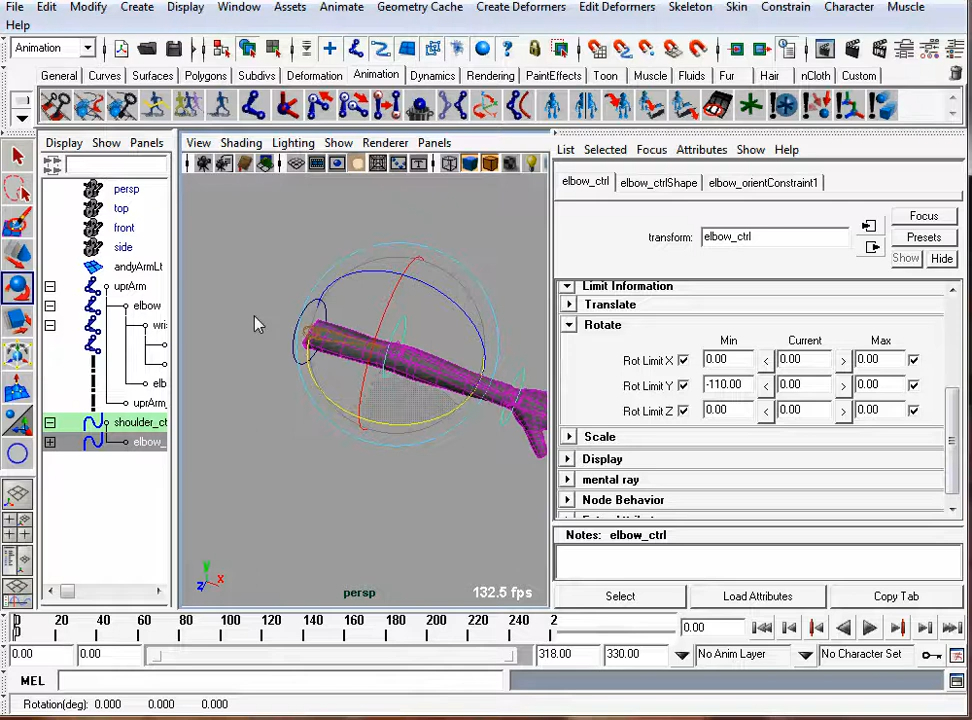 File Edit Modify Create Display Window Assets Animate Geometry Cache Create Deformers Edit Deformers Skeleton Skin Constrain Character Muscle
Help
Animation
General Curves Surfaces Polygons Subdivs Deformation Animation Dynamics Rendering PaintEffects Toon Muscle Fluids Fur Hair nCloth Custom
Display Show Panels
View Shading Lighting Renderer Panels
List Selected Focus Attributes Show Help
persp
top
front
side
andyArmLt
uprArm
elbow
wri
elb
uprArm
shoulder_ct
elbow_
elbow_ctrl elbow_ctrlShape elbow_orientConstraint1
transform: elbow_ctrl
Focus
Presets
Show Hide
Limit Information
Translate
Rotate
Min Current Max
Rot Limit X 0.00 < 0.00 > 0.00
Rot Limit Y -110.00 < 0.00 > 0.00
Rot Limit Z 0.00 < 0.00 > 0.00
Scale
Display
mental ray
Node Behavior
Notes: elbow_ctrl
Select Load Attributes Copy Tab
y x z
persp
132.5 fps
20 40 60 80 100 120 140 160 180 200 220 240 2
0.00
0.00 0.00 318.00 330.00 No Anim Layer No Character Set
MEL
Rotation(deg): 0.000 0.000 0.000